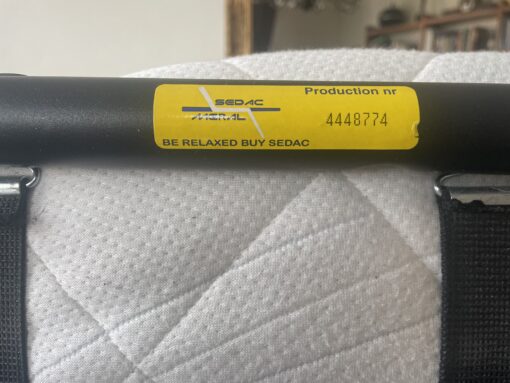 Production nr
SEDAC
MERAL
4448774
BE RELAXED BUY SEDAC